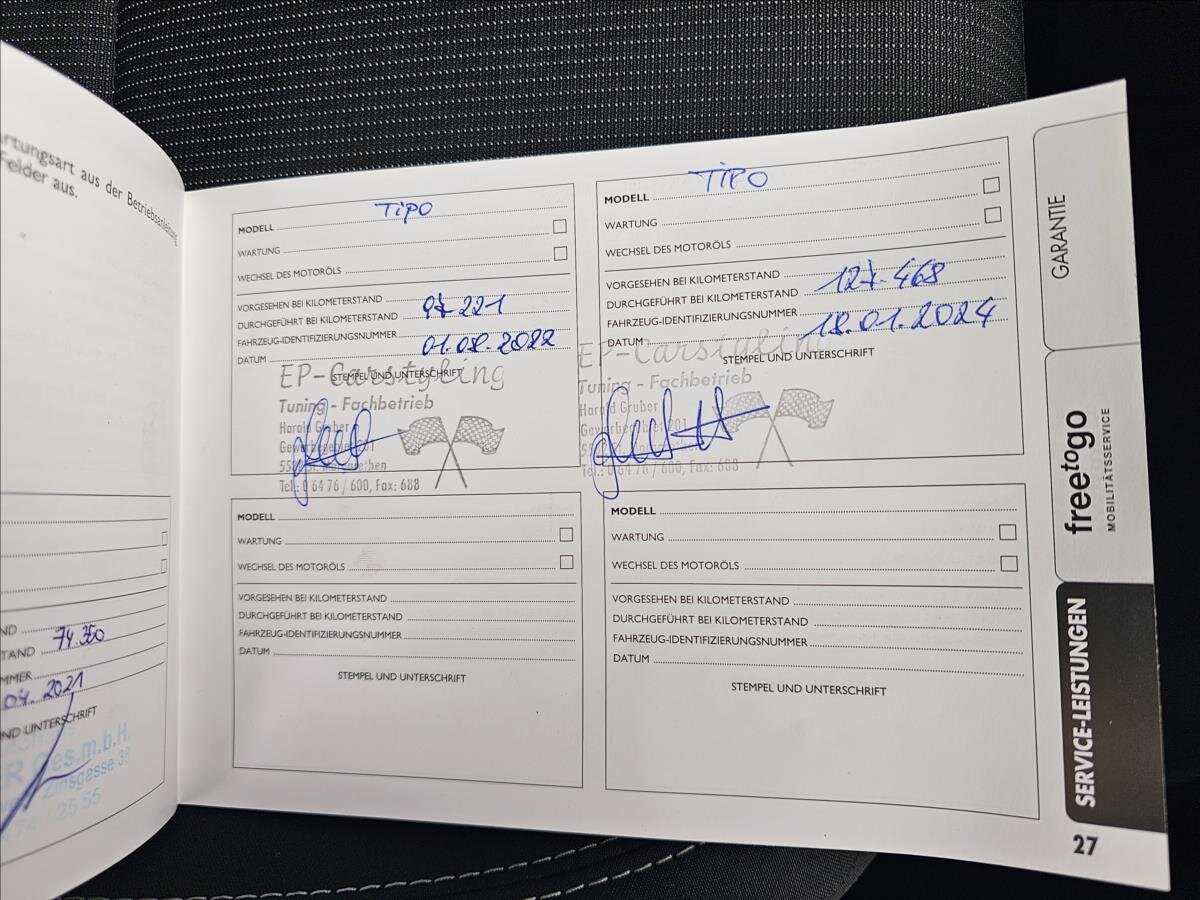 rtungsart aus der Betriebsanleitung
Felder aus.
ND
TAND 74.350
MMER
04. 2021
ND UNTERSCHRIFT
R Ges.m.b.H.
Zinsgasse 38
74 / 25 55
MODELL TIPO
WARTUNG
WECHSEL DES MOTORÖLS
VORGESEHEN BEI KILOMETERSTAND
DURCHGEFÜHRT BEI KILOMETERSTAND 97.221
FAHRZEUG-IDENTIFIZIERUNGSNUMMER
DATUM 01.08.2022
STEMPEL UND UNTERSCHRIFT
EP-Carstyling
Tuning - Fachbetrieb
Harald Gruber
Tel.: 0 64 76 / 600, Fax: 688
MODELL TIPO
WARTUNG
WECHSEL DES MOTORÖLS
VORGESEHEN BEI KILOMETERSTAND
DURCHGEFÜHRT BEI KILOMETERSTAND 127.468
FAHRZEUG-IDENTIFIZIERUNGSNUMMER
DATUM 18.01.2024
STEMPEL UND UNTERSCHRIFT
EP-Carstyling
Tuning - Fachbetrieb
Harald Gruber
Tel.: 0 64 76 / 600, Fax: 688
MODELL
WARTUNG
WECHSEL DES MOTORÖLS
VORGESEHEN BEI KILOMETERSTAND
DURCHGEFÜHRT BEI KILOMETERSTAND
FAHRZEUG-IDENTIFIZIERUNGSNUMMER
DATUM
STEMPEL UND UNTERSCHRIFT
MODELL
WARTUNG
WECHSEL DES MOTORÖLS
VORGESEHEN BEI KILOMETERSTAND
DURCHGEFÜHRT BEI KILOMETERSTAND
FAHRZEUG-IDENTIFIZIERUNGSNUMMER
DATUM
STEMPEL UND UNTERSCHRIFT
GARANTIE
freetogo
MOBILITÄTSSERVICE
SERVICE-LEISTUNGEN
27